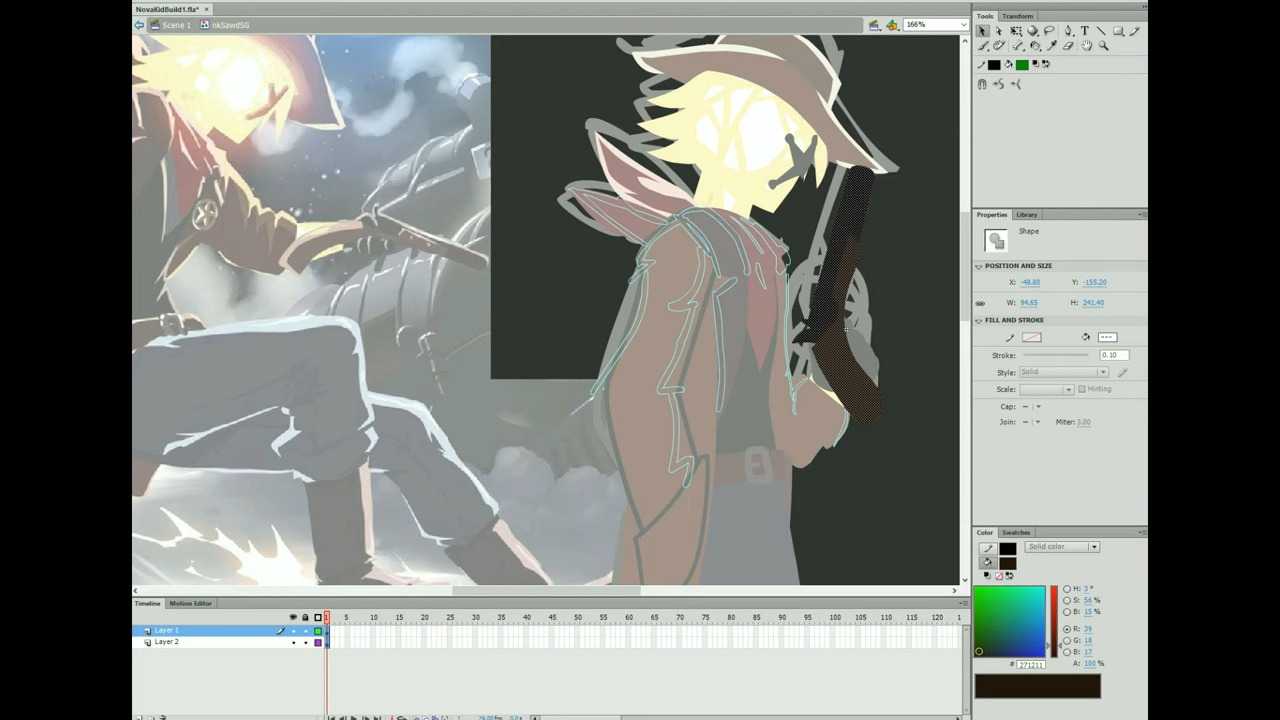 NovaKidBuild1.fla*
Scene 1 nkSawdSG
166%
Tools Transform
Properties Library
Shape
POSITION AND SIZE
X: -48.80 Y: -155.20
W: 94.65 H: 241.40
FILL AND STROKE
Stroke: 0.10
Style: Solid
Scale: Hinting
Cap:
Join: Miter: 3.00
Color Swatches
Solid color
H: 3 °
S: 56 %
B: 15 %
R: 39
G: 18
B: 17
# 271211 A: 100 %
Timeline Motion Editor
1 5 10 15 20 25 30 35 40 45 50 55 60 65 70 75 80 85 90 95 100 105 110 115 120 1
Layer 1
Layer 2